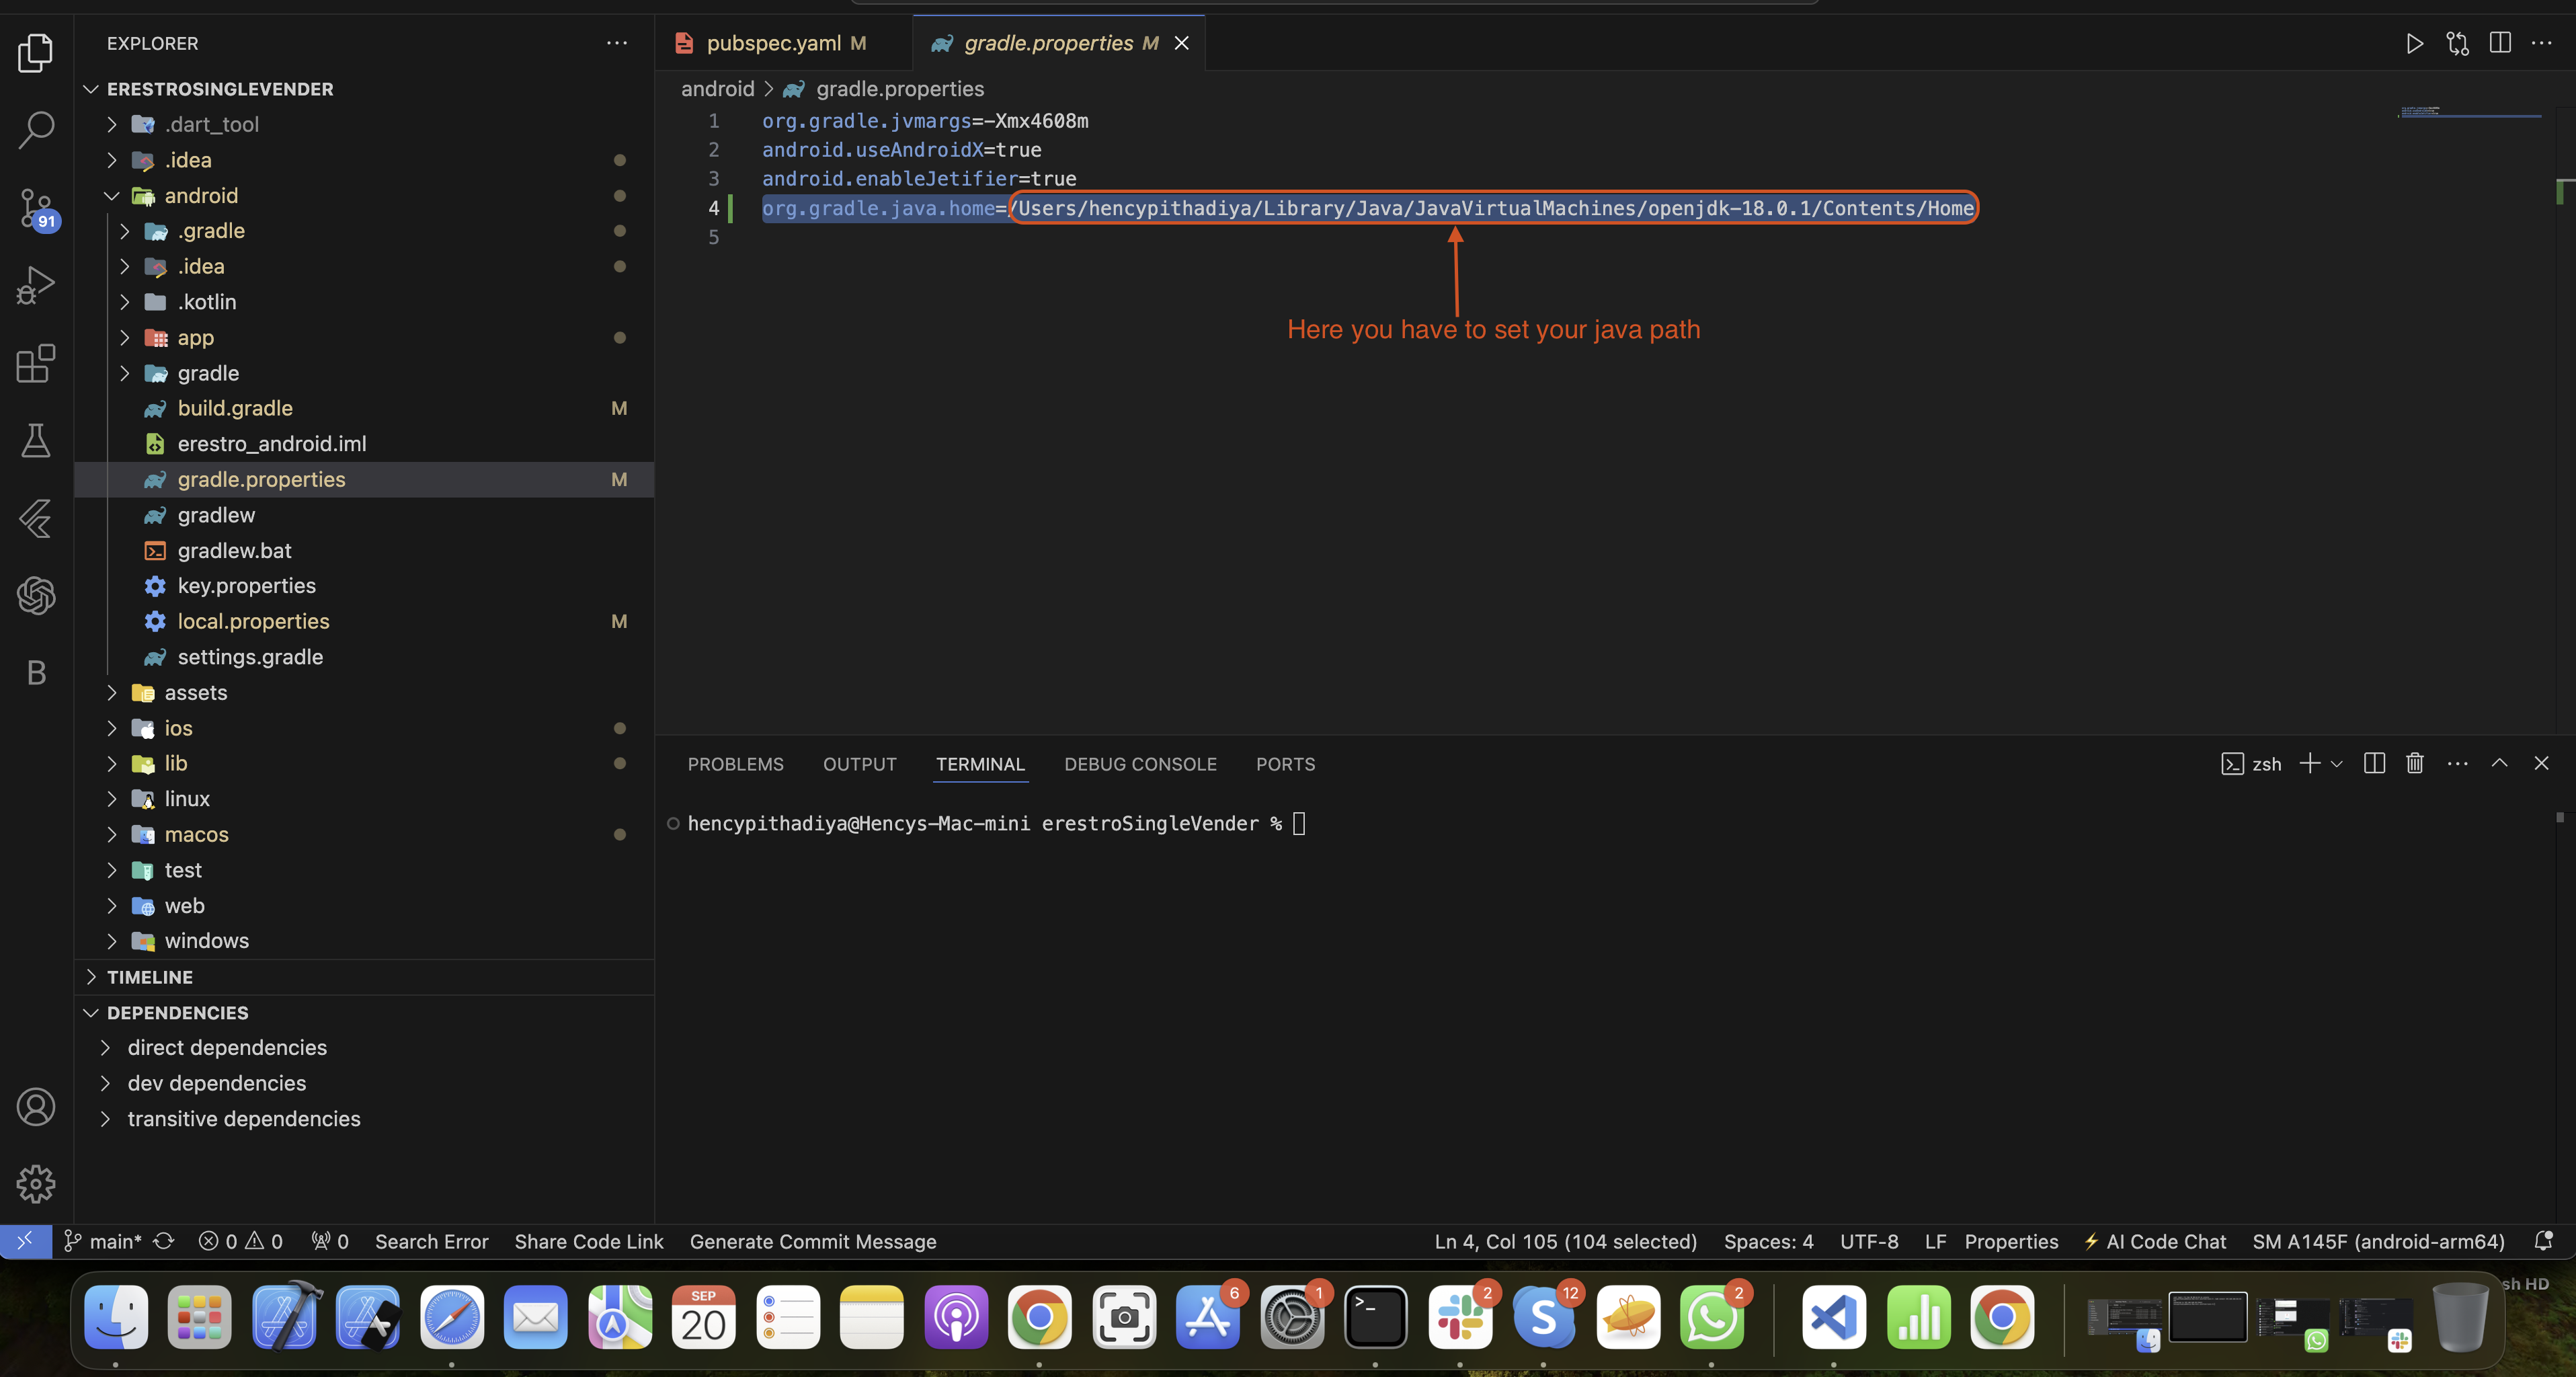 EXPLORER
ERESTROSINGLEVENDER
.dart_tool
.idea
android
.gradle
.idea
.kotlin
app
gradle
build.gradle M
erestro_android.iml
gradle.properties M
gradlew
gradlew.bat
key.properties
local.properties M
settings.gradle
assets
ios
lib
linux
macos
test
web
windows
TIMELINE
DEPENDENCIES
direct dependencies
dev dependencies
transitive dependencies
91
B
pubspec.yaml M
gradle.properties M
android > gradle.properties
1 org.gradle.jvmargs=-Xmx4608m
2 android.useAndroidX=true
3 android.enableJetifier=true
4 org.gradle.java.home=/Users/hencypithadiya/Library/Java/JavaVirtualMachines/openjdk-18.0.1/Contents/Home
5
Here you have to set your java path
PROBLEMS OUTPUT TERMINAL DEBUG CONSOLE PORTS
zsh
hencypithadiya@Hencys-Mac-mini erestroSingleVender %
main* 0 0 0 Search Error Share Code Link Generate Commit Message
Ln 4, Col 105 (104 selected) Spaces: 4 UTF-8 LF Properties AI Code Chat SM A145F (android-arm64)
SEP
20
6
1
2
S
12
2
sh HD